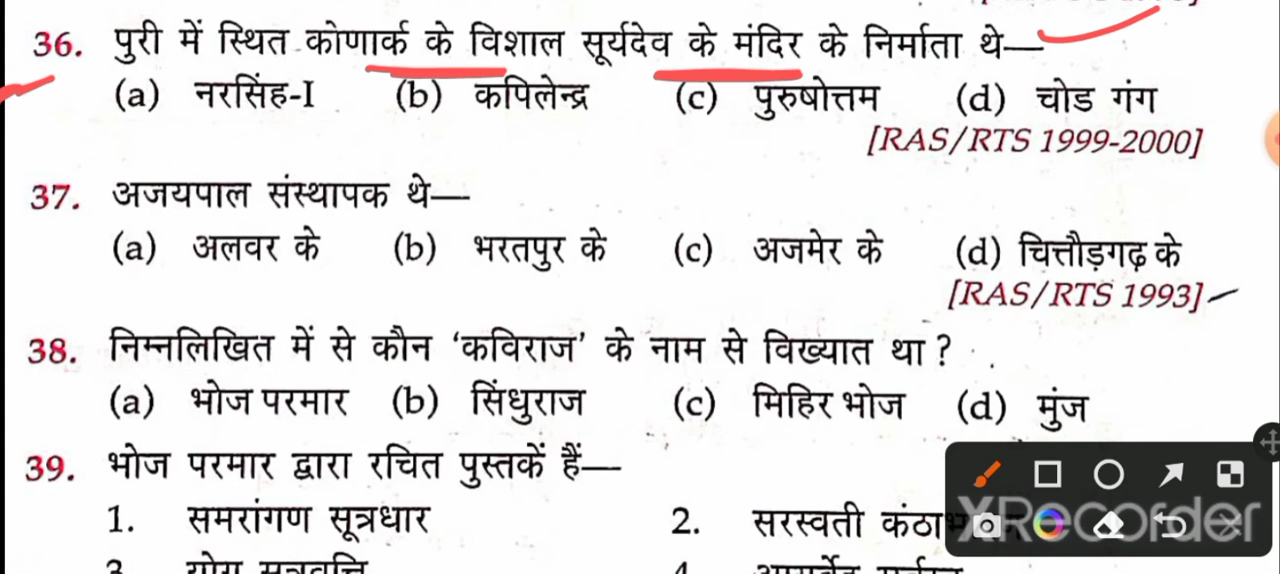 36. पुरी में स्थित कोणार्क के विशाल सूर्यदेव के मंदिर के निर्माता थे—
(a) नरसिंह-I (b) कपिलेन्द्र (c) पुरुषोत्तम (d) चोड गंग
[RAS/RTS 1999-2000]
37. अजयपाल संस्थापक थे—
(a) अलवर के (b) भरतपुर के (c) अजमेर के (d) चित्तौड़गढ़ के
[RAS/RTS 1993]
38. निम्नलिखित में से कौन 'कविराज' के नाम से विख्यात था ?
(a) भोज परमार (b) सिंधुराज (c) मिहिर भोज (d) मुंज
39. भोज परमार द्वारा रचित पुस्तकें हैं—
1. समरांगण सूत्रधार 2. सरस्वती
XRecorder